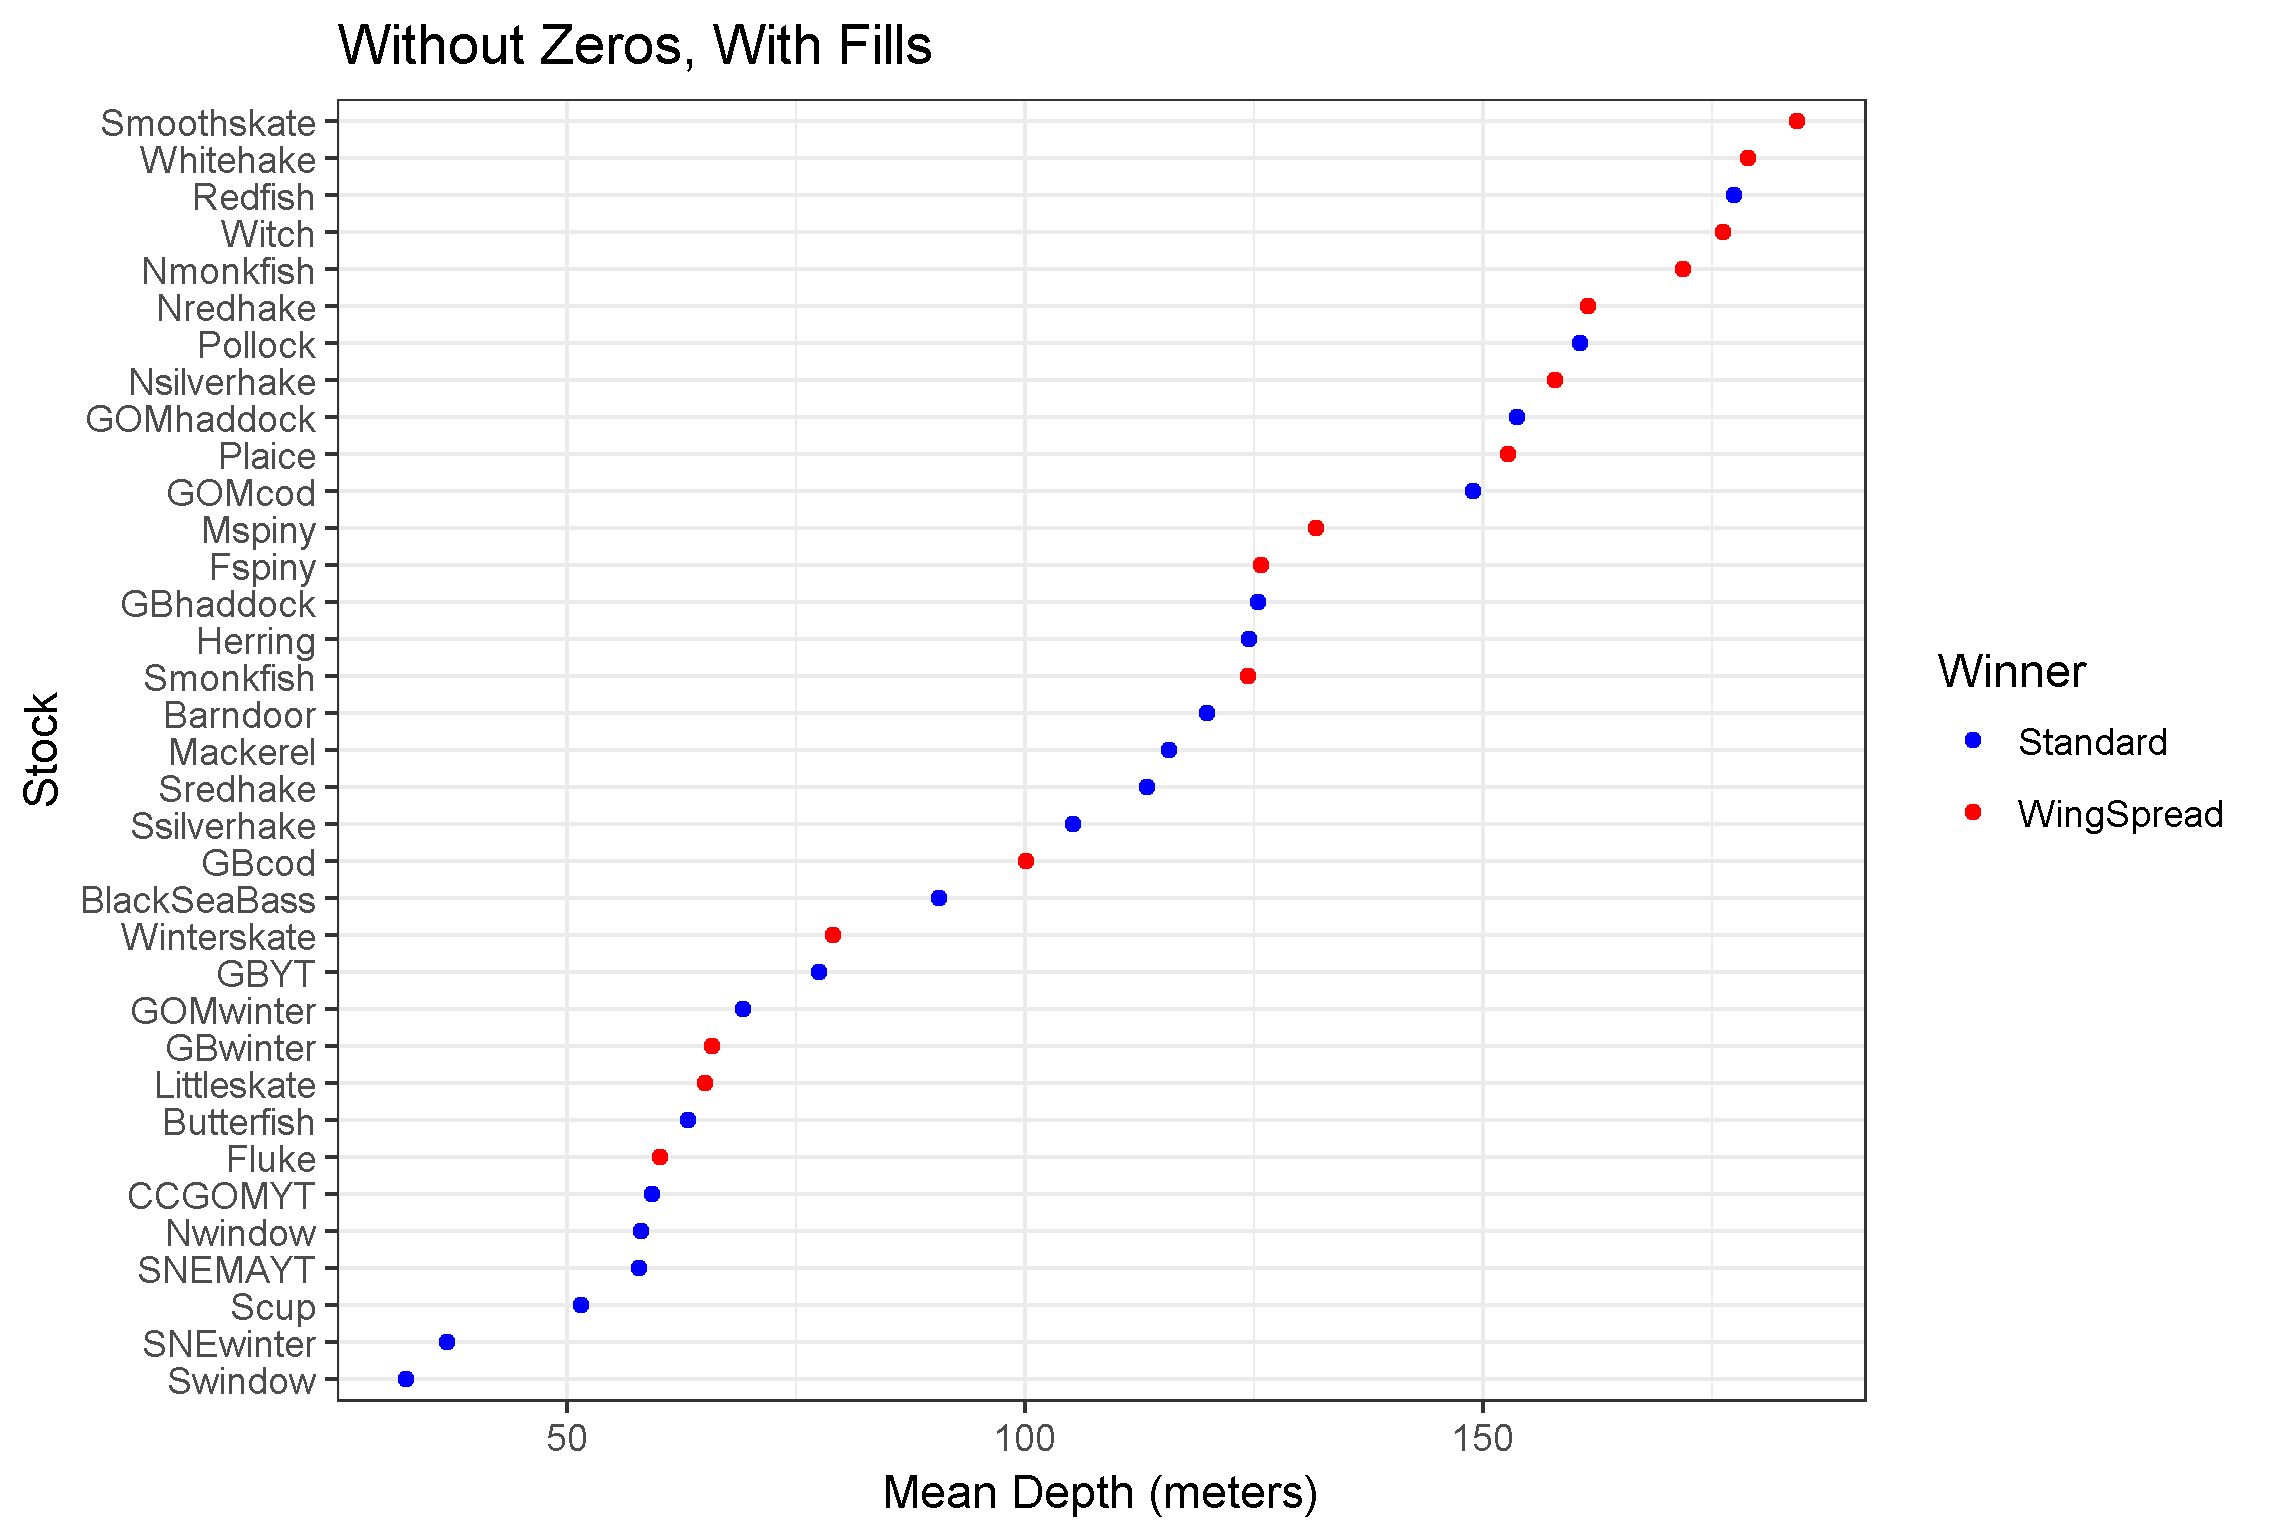 Without Zeros, With Fills
Stock
Smoothskate
Whitehake
Redfish
Witch
Nmonkfish
Nredhake
Pollock
Nsilverhake
GOMhaddock
Plaice
GOMcod
Mspiny
Fspiny
GBhaddock
Herring
Smonkfish
Barndoor
Mackerel
Sredhake
Ssilverhake
GBcod
BlackSeaBass
Winterskate
GBYT
GOMwinter
GBwinter
Littleskate
Butterfish
Fluke
CCGOMYT
Nwindow
SNEMAYT
Scup
SNEwinter
Swindow
50 100 150
Mean Depth (meters)
Winner
Standard
WingSpread